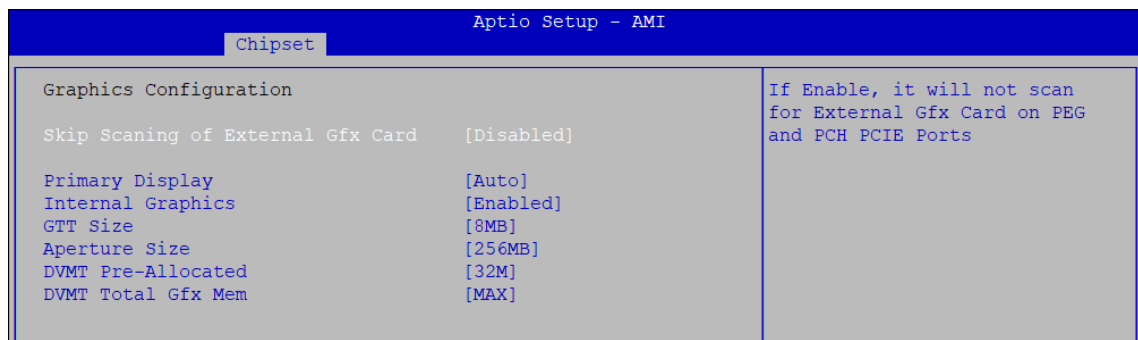 Aptio Setup - AMI
Chipset
Graphics Configuration
Skip Scaning of External Gfx Card [Disabled]
Primary Display [Auto]
Internal Graphics [Enabled]
GTT Size [8MB]
Aperture Size [256MB]
DVMT Pre-Allocated [32M]
DVMT Total Gfx Mem [MAX]
If Enable, it will not scan
for External Gfx Card on PEG
and PCH PCIE Ports